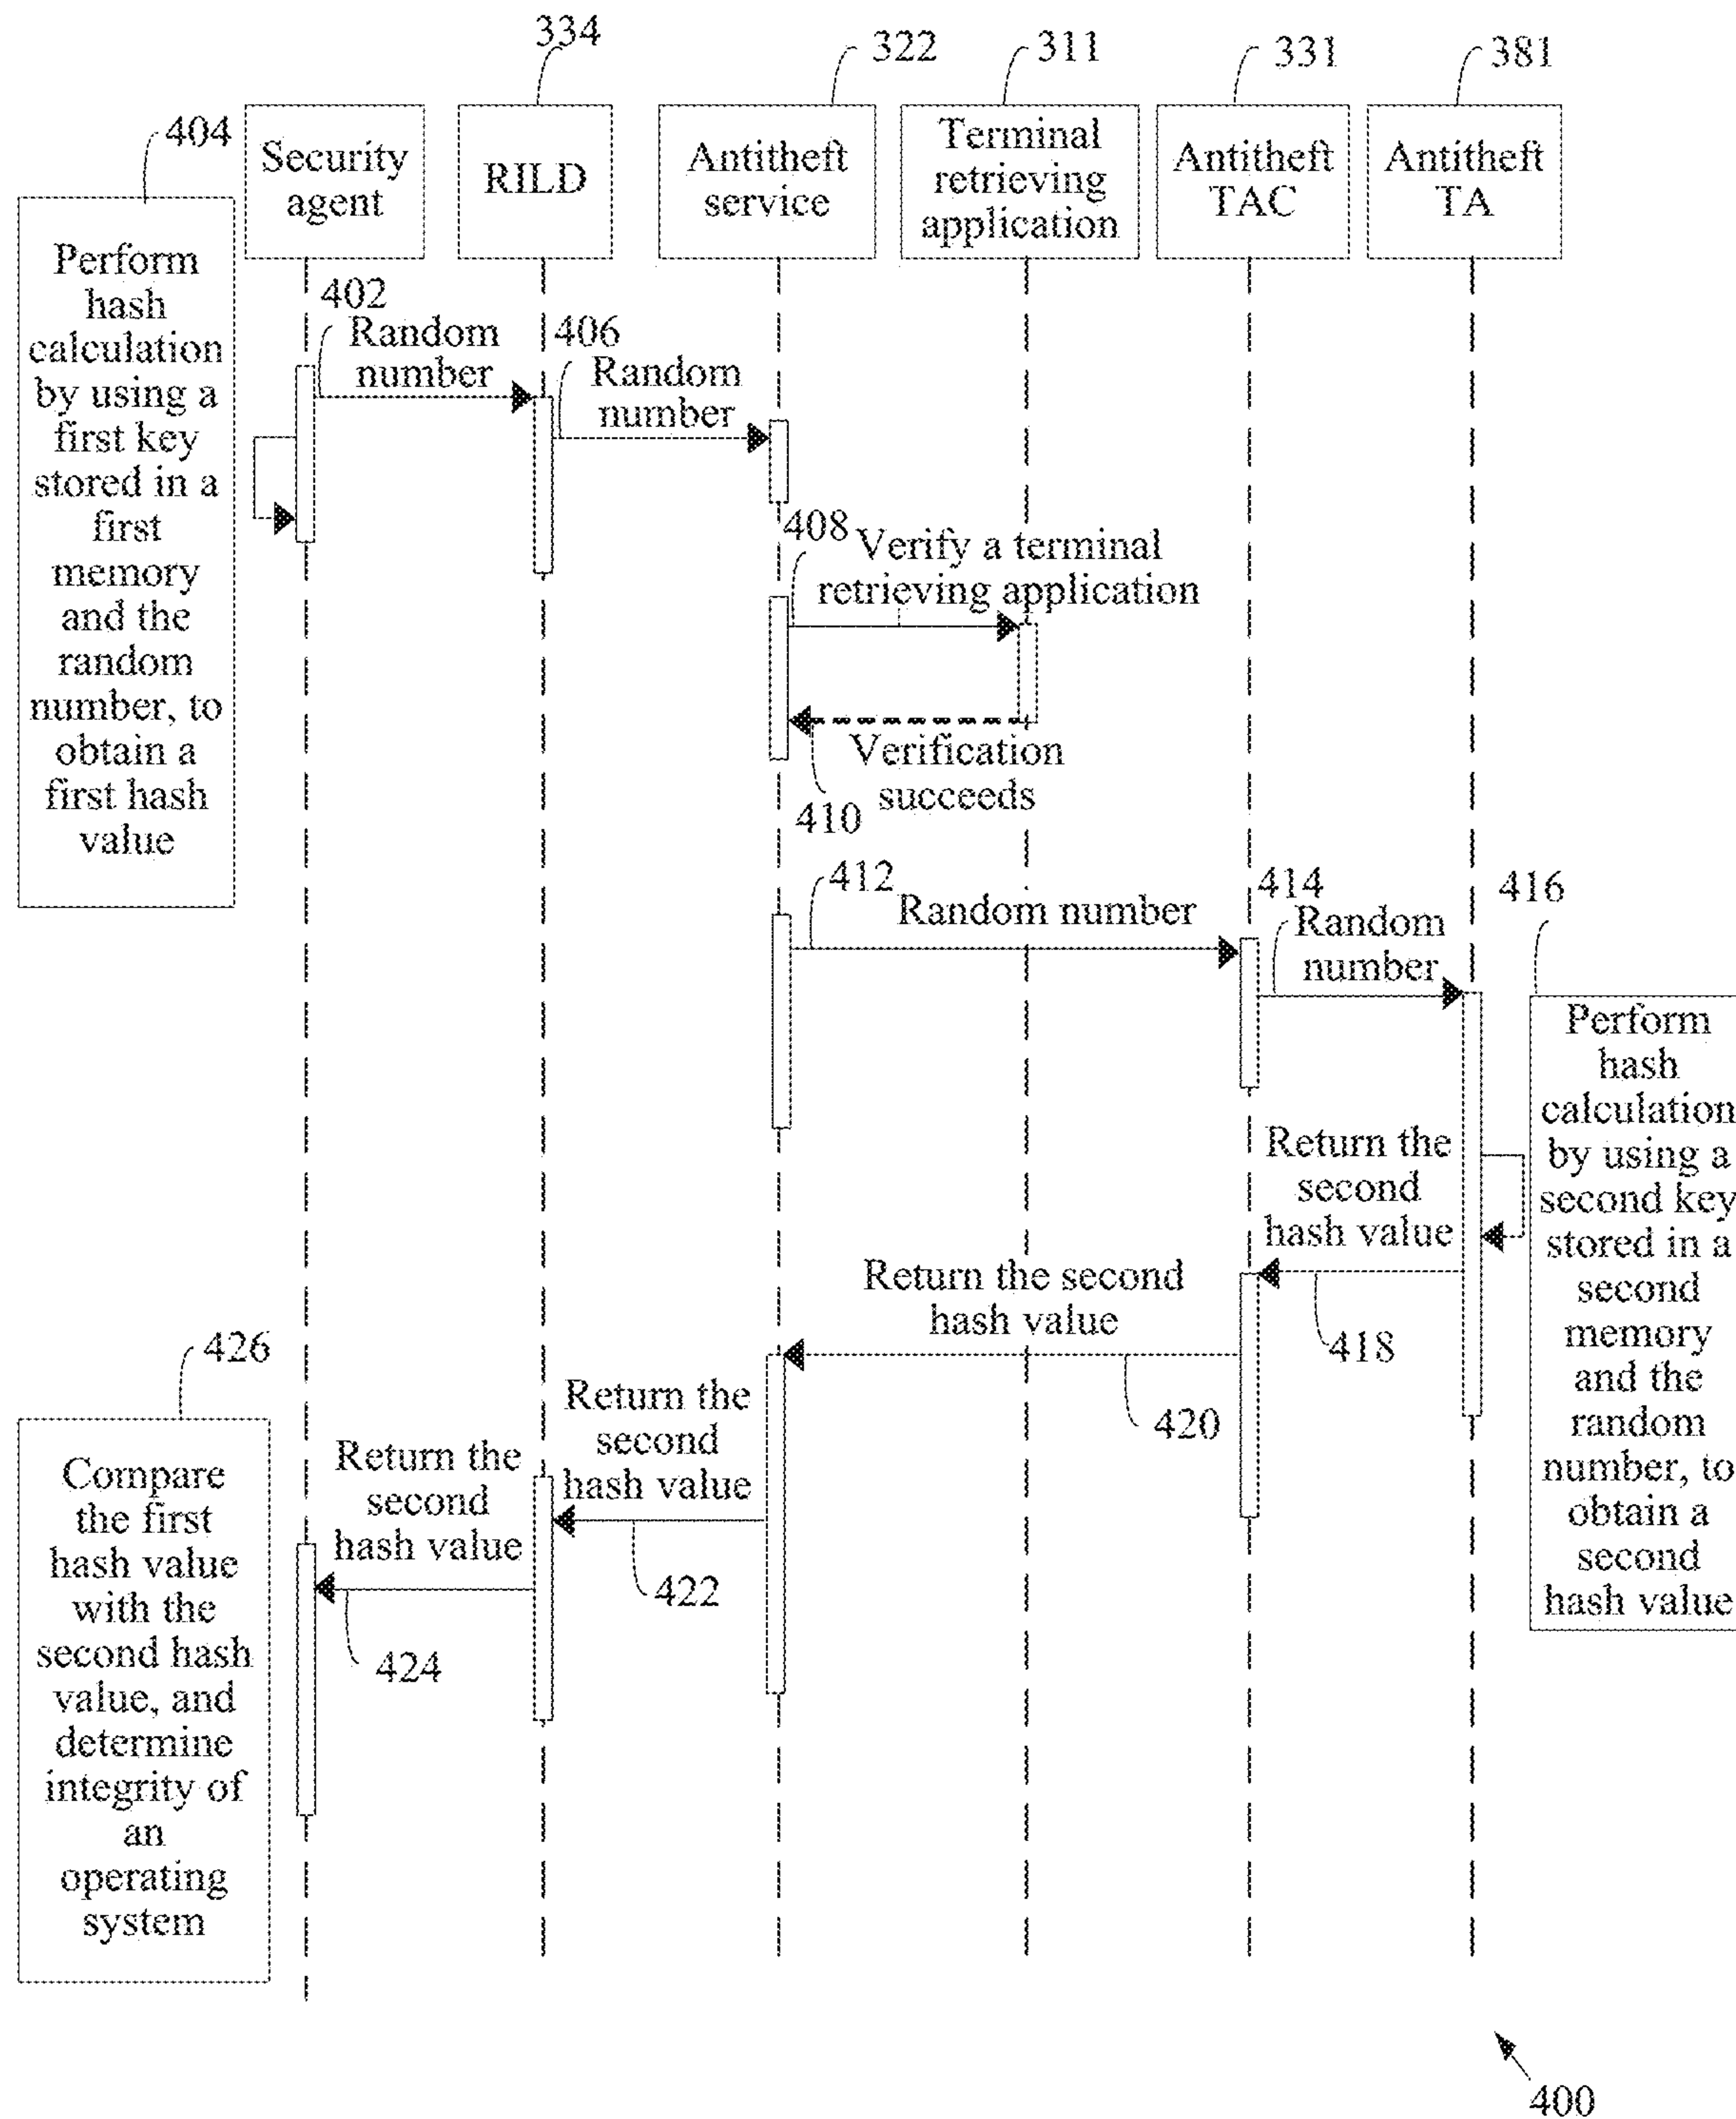 334
322
311
331
381
404
Security
agent
RILD
Antitheft
service
Terminal
retrieving
application
Antitheft
TAC
Antitheft
TA
Perform
hash
calculation
by using a
first key
stored in a
first
memory
and the
random
number, to
obtain a
first hash
value
402
Random
number
406
Random
number
408
Verify a terminal
retrieving application
Verification
succeeds
410
412
Random number
414
Random
number
416
Perform
hash
calculation
by using a
second key
stored in a
second
memory
and the
random
number, to
obtain a
second
hash value
Return the
second
hash value
418
Return the second
hash value
420
Return the
second
hash value
422
Return the
second
hash value
424
426
Compare
the first
hash value
with the
second hash
value, and
determine
integrity of
an
operating
system
400